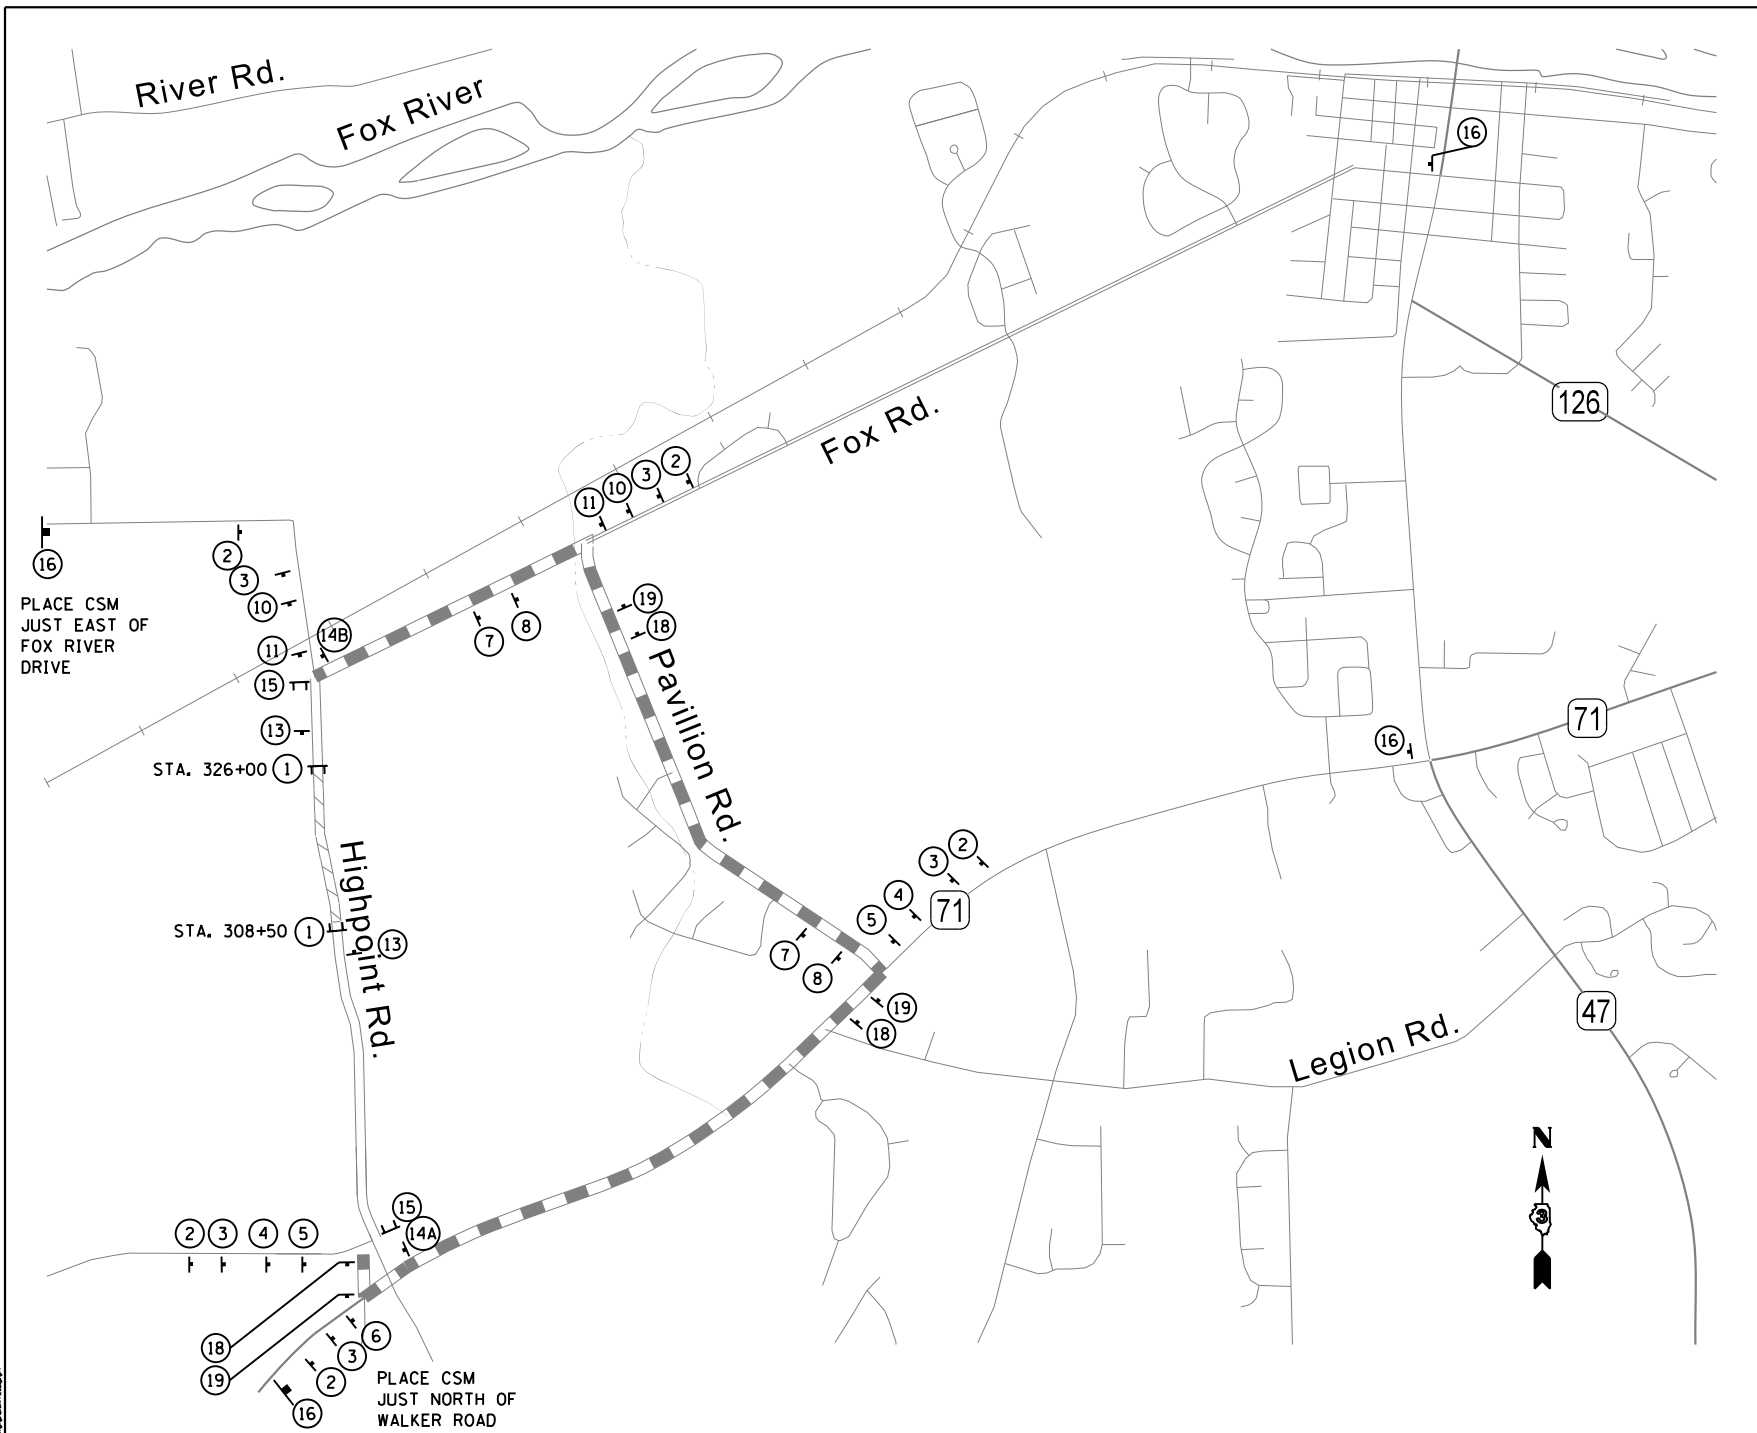 River Rd.
Fox River
16
126
Fox Rd.
2
3
10
11
16
2
3
10
PLACE CSM
JUST EAST OF
FOX RIVER
DRIVE
11
14B
15
13
7
8
19
18
Pavillion Rd.
71
16
STA. 326+00 1
Highpoint Rd.
STA. 308+50 1
13
2
3
4
5
71
7
8
19
18
47
Legion Rd.
N
3
15
14A
2 3 4 5
18
19
6
3
2
16
PLACE CSM
JUST NORTH OF
WALKER ROAD